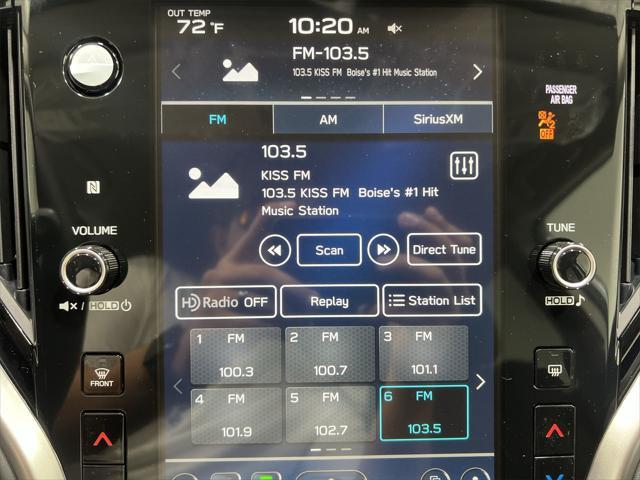 OUT TEMP
72 °F
10:20 AM
FM-103.5
103.5 KISS FM Boise's #1 Hit Music Station
FM AM SiriusXM
PASSENGER
AIR BAG
OFF
103.5
KISS FM
103.5 KISS FM Boise's #1 Hit
Music Station
VOLUME
TUNE
Scan Direct Tune
HOLD
HOLD
HD Radio OFF Replay Station List
FRONT
1 FM 100.3
2 FM 100.7
3 FM 101.1
4 FM 101.9
5 FM 102.7
6 FM 103.5